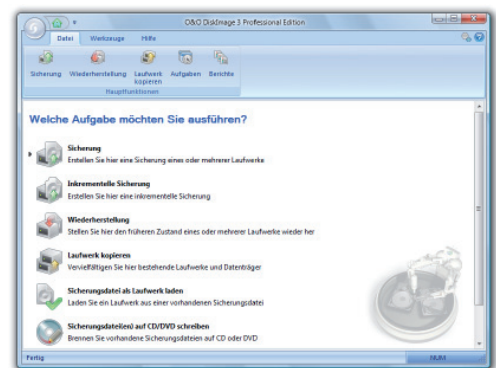 O&O DiskImage 3 Professional Edition
Datei Werkzeuge Hilfe
Sicherung Wiederherstellung Laufwerk kopieren Aufgaben Berichte
Hauptfunktionen
Welche Aufgabe möchten Sie ausführen?
Sicherung
Erstellen Sie hier eine Sicherung eines oder mehrerer Laufwerke
Inkrementelle Sicherung
Erstellen Sie hier eine inkrementelle Sicherung
Wiederherstellung
Stellen Sie hier den früheren Zustand eines oder mehrerer Laufwerke wieder her
Laufwerk kopieren
Vervielfältigen Sie hier bestehende Laufwerke und Datenträger
Sicherungsdatei als Laufwerk laden
Laden Sie ein Laufwerk aus einer vorhandenen Sicherungsdatei
Sicherungsdatei(en) auf CD/DVD schreiben
Brennen Sie vorhandene Sicherungsdateien auf CD oder DVD
Fertig NUM